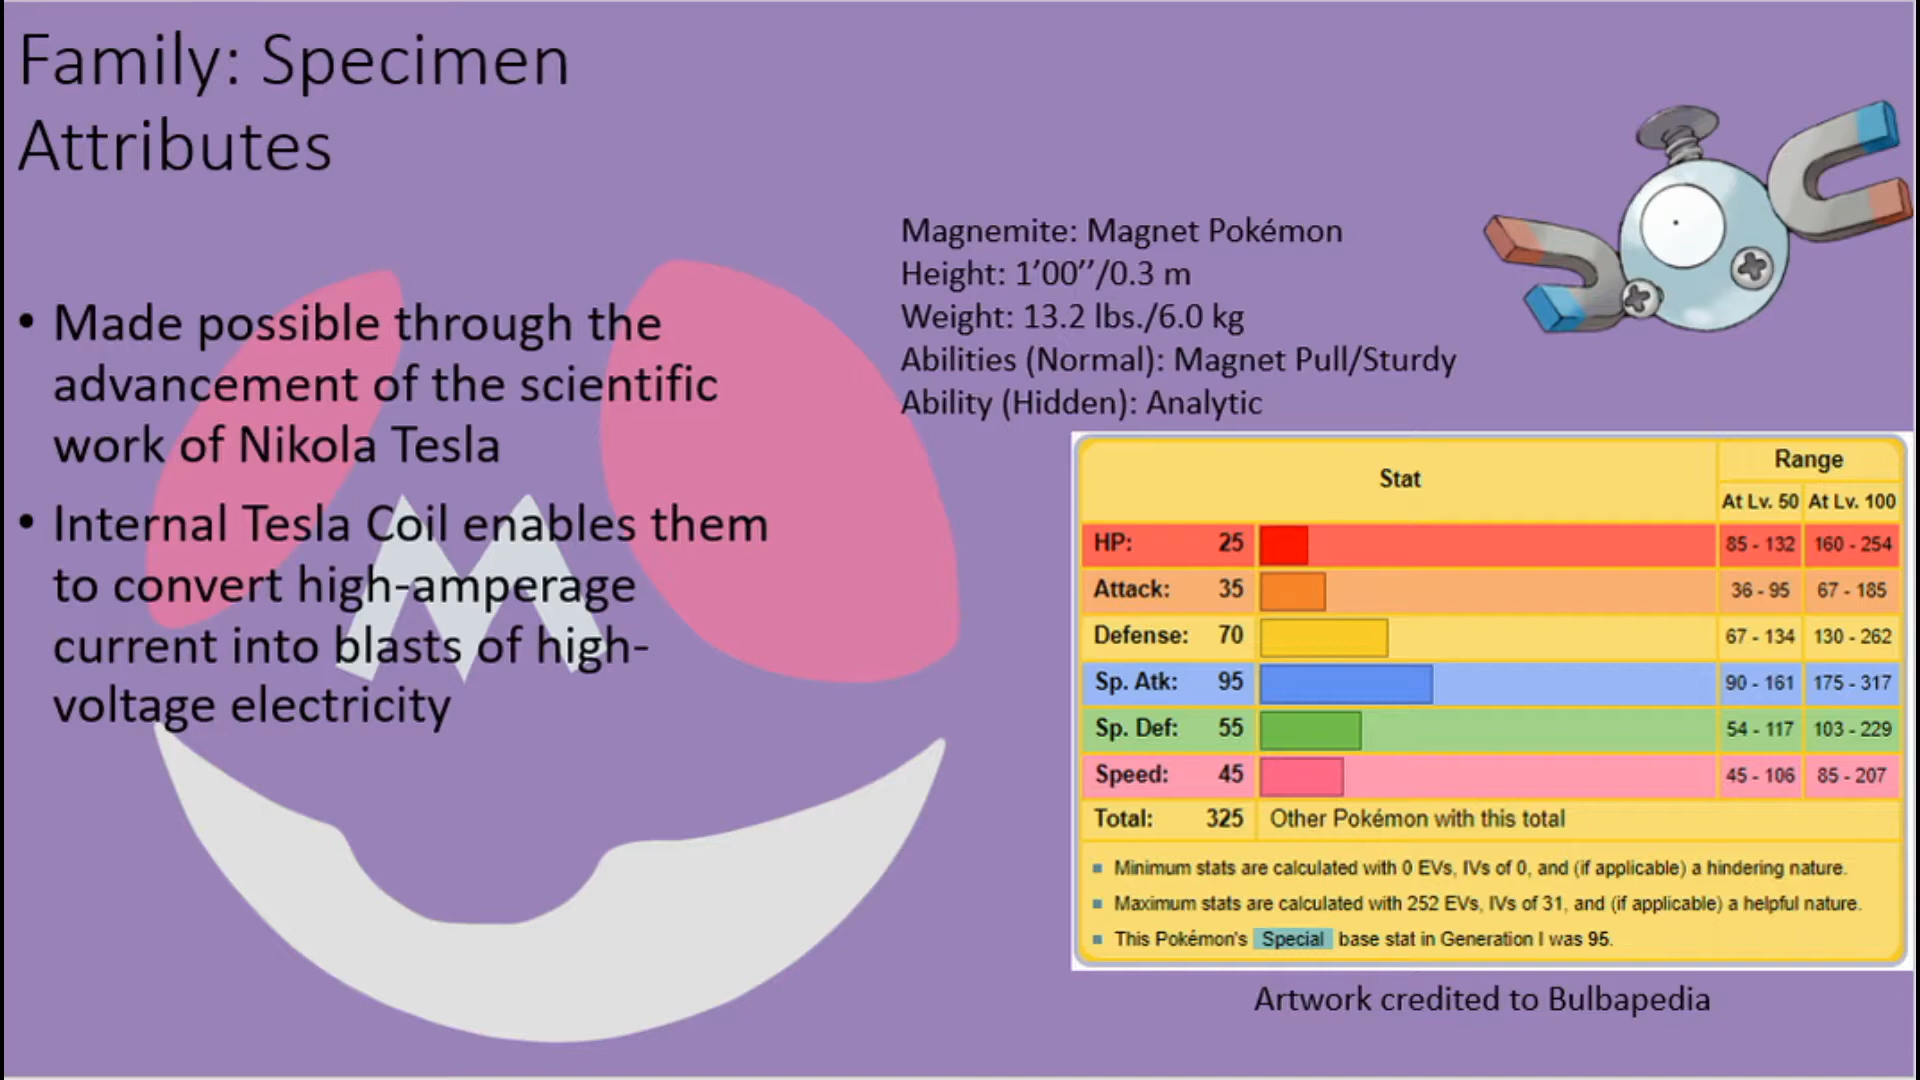 Family: Specimen
Attributes
• Made possible through the
advancement of the scientific
work of Nikola Tesla
• Internal Tesla Coil enables them
to convert high-amperage
current into blasts of high-
voltage electricity
Magnemite: Magnet Pokémon
Height: 1’00’’/0.3 m
Weight: 13.2 lbs./6.0 kg
Abilities (Normal): Magnet Pull/Sturdy
Ability (Hidden): Analytic
Stat Range
At Lv. 50 At Lv. 100
HP: 25 85 - 132 160 - 254
Attack: 35 36 - 95 67 - 185
Defense: 70 67 - 134 130 - 262
Sp. Atk: 95 90 - 161 175 - 317
Sp. Def: 55 54 - 117 103 - 229
Speed: 45 45 - 106 85 - 207
Total: 325 Other Pokémon with this total
Minimum stats are calculated with 0 EVs, IVs of 0, and (if applicable) a hindering nature.
Maximum stats are calculated with 252 EVs, IVs of 31, and (if applicable) a helpful nature.
This Pokémon's Special base stat in Generation I was 95.
Artwork credited to Bulbapedia